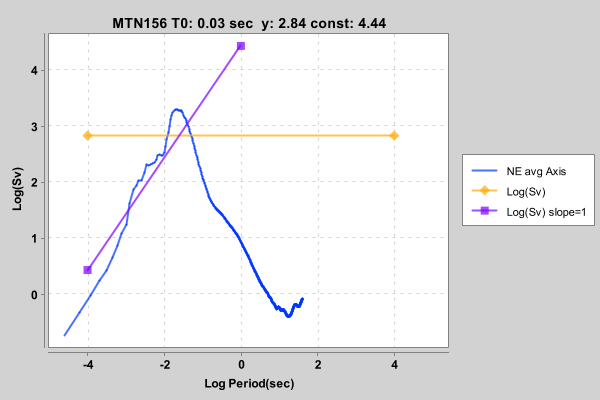 MTN156 T0: 0.03 sec  y: 2.84 const: 4.44
Log(Sv)
4
3
2
1
0
-4
-2
0
2
4
Log Period(sec)
NE avg Axis
Log(Sv)
Log(Sv) slope=1